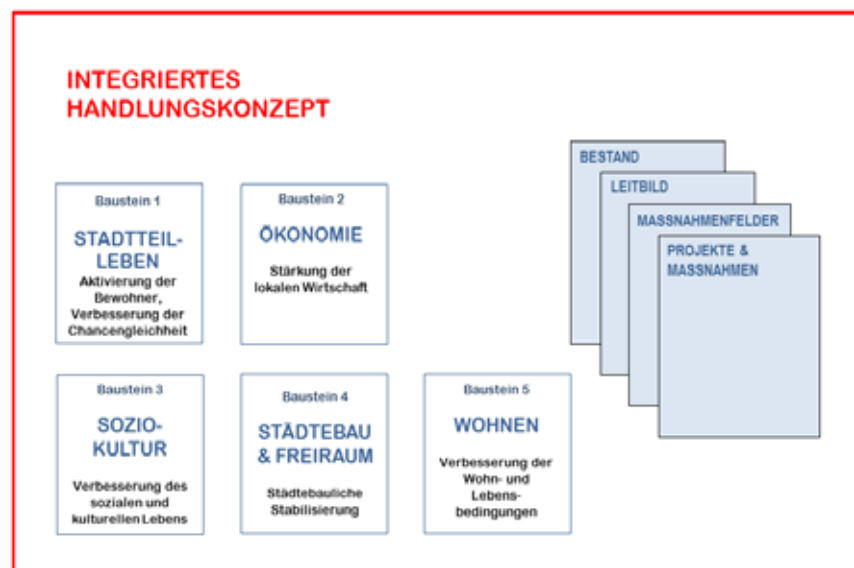 INTEGRIERTES
HANDLUNGSKONZEPT
Baustein 1
STADTTEIL-
LEBEN
Aktivierung der
Bewohner,
Verbesserung der
Chancengleichheit
Baustein 2
ÖKONOMIE
Stärkung der
lokalen Wirtschaft
BESTAND
LEITBILD
MASSNAHMENFELDER
PROJEKTE &
MASSNAHMEN
Baustein 3
SOZIO-
KULTUR
Verbesserung des
sozialen und
kulturellen Lebens
Baustein 4
STÄDTEBAU
& FREIRAUM
Städtebauliche
Stabilisierung
Baustein 5
WOHNEN
Verbesserung der
Wohn- und
Lebens-
bedingungen